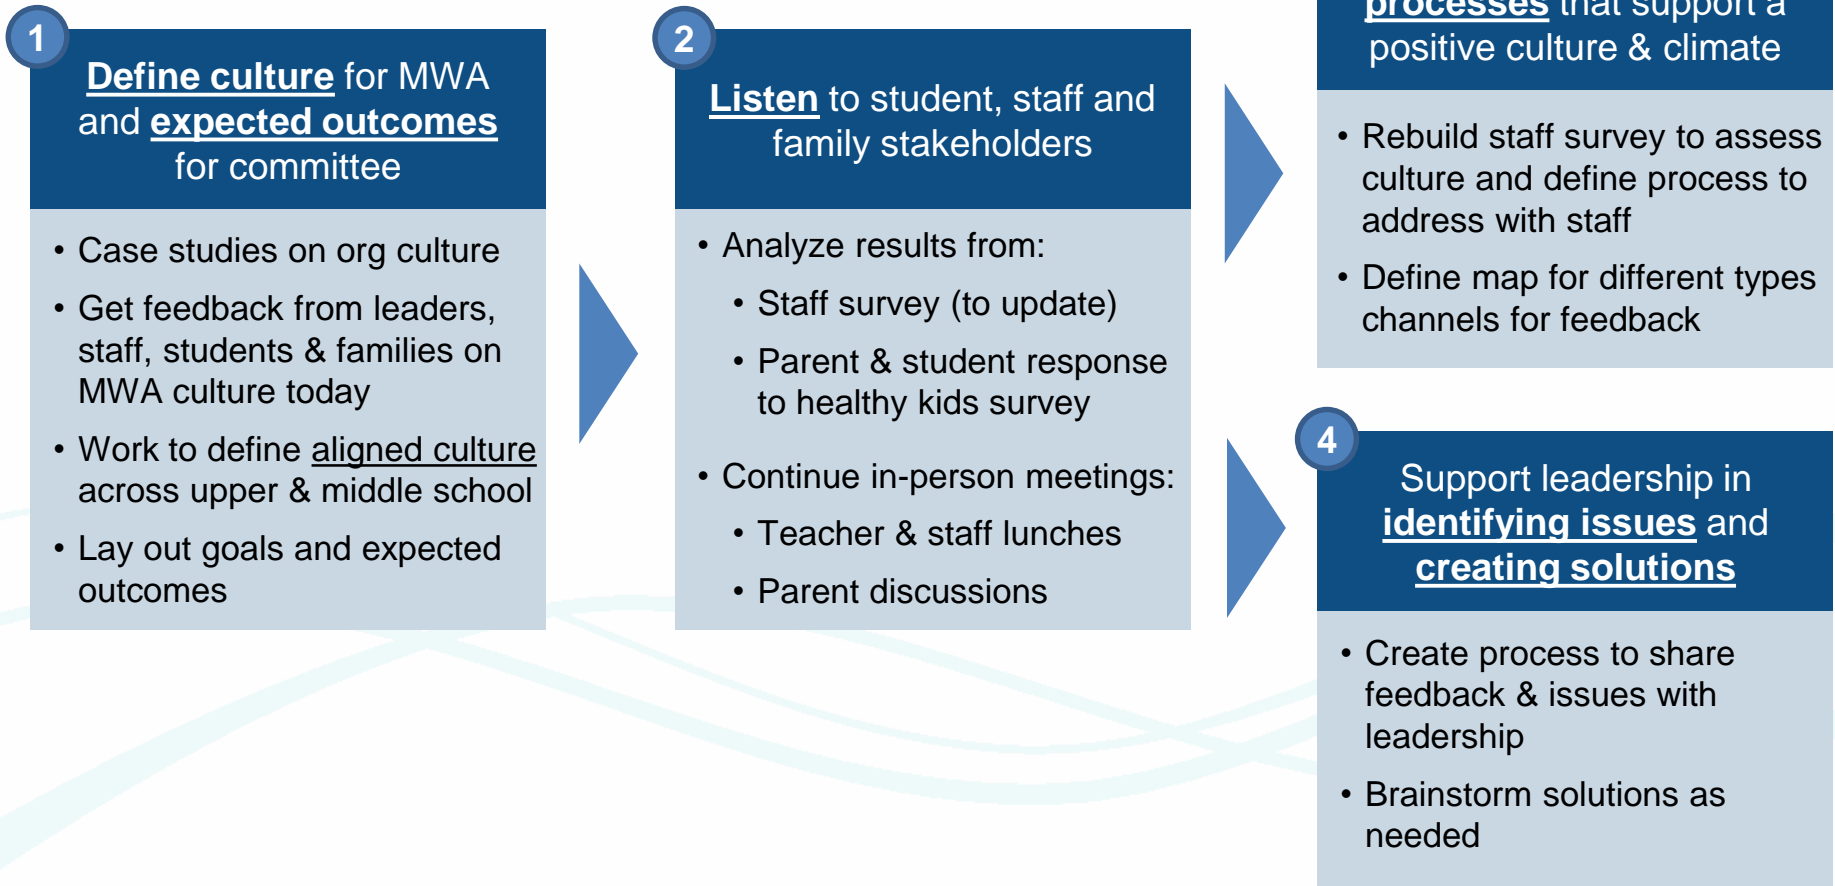 1
Define culture for MWA
and expected outcomes
for committee
• Case studies on org culture
• Get feedback from leaders,
staff, students & families on
MWA culture today
• Work to define aligned culture
across upper & middle school
• Lay out goals and expected
outcomes
2
Listen to student, staff and
family stakeholders
• Analyze results from:
• Staff survey (to update)
• Parent & student response
to healthy kids survey
• Continue in-person meetings:
• Teacher & staff lunches
• Parent discussions
processes that support a
positive culture & climate
• Rebuild staff survey to assess
culture and define process to
address with staff
• Define map for different types
channels for feedback
4
Support leadership in
identifying issues and
creating solutions
• Create process to share
feedback & issues with
leadership
• Brainstorm solutions as
needed